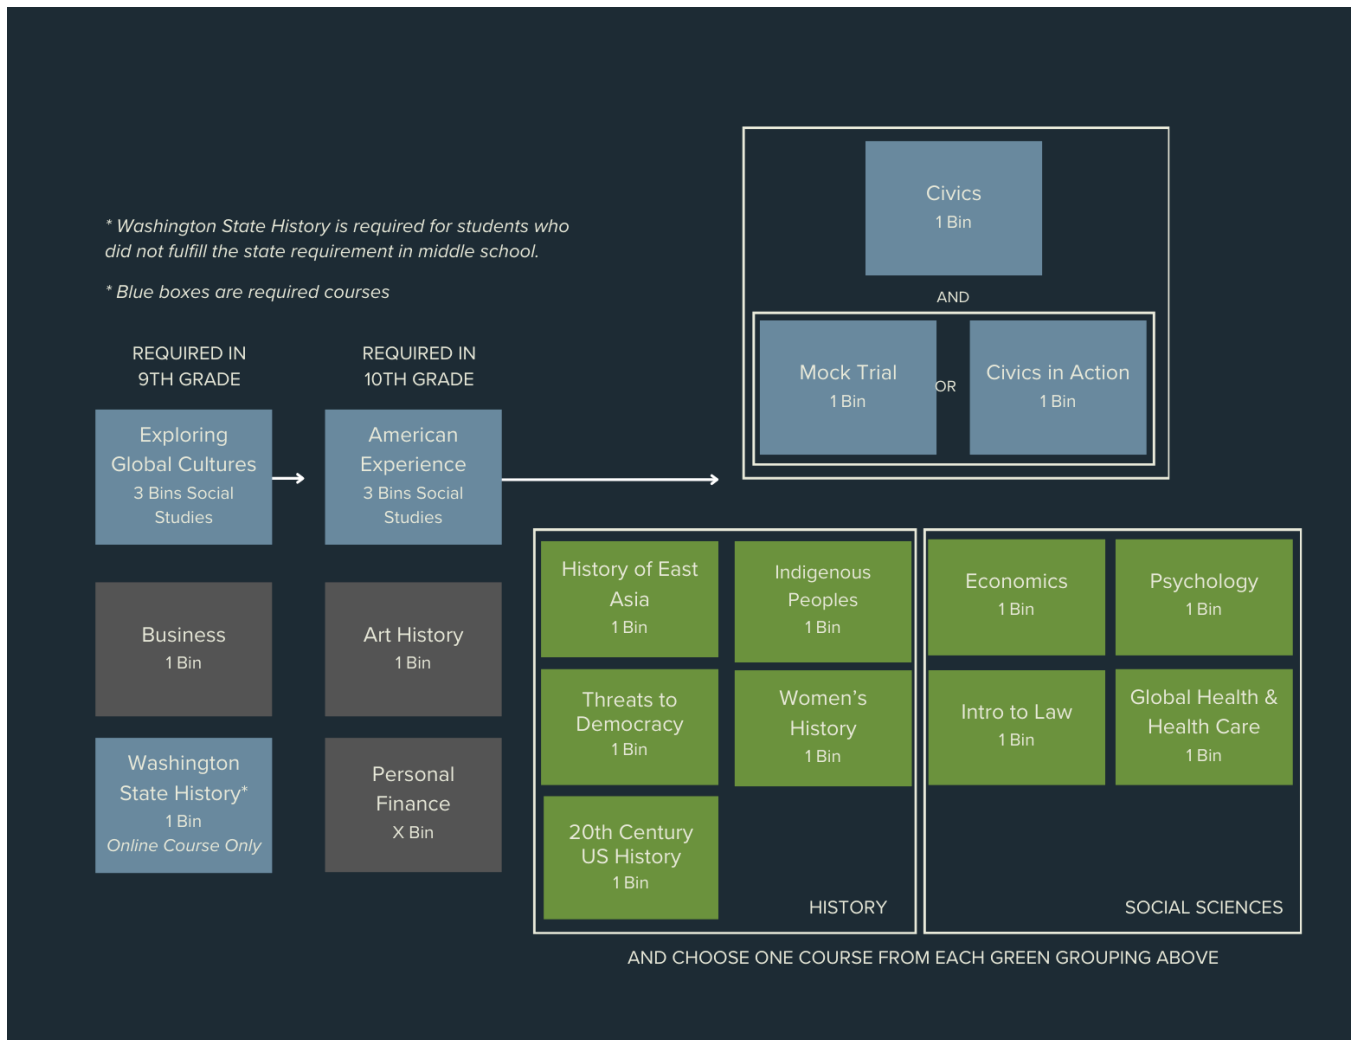 * Washington State History is required for students who
did not fulfill the state requirement in middle school.
* Blue boxes are required courses
REQUIRED IN
9TH GRADE
Exploring
Global Cultures
3 Bins Social
Studies
Business
1 Bin
Washington
State History*
1 Bin
Online Course Only
REQUIRED IN
10TH GRADE
American
Experience
3 Bins Social
Studies
Art History
1 Bin
Personal
Finance
X Bin
Civics
1 Bin
AND
Mock Trial
1 Bin
OR
Civics in Action
1 Bin
History of East
Asia
1 Bin
Indigenous
Peoples
1 Bin
Threats to
Democracy
1 Bin
Women’s
History
1 Bin
20th Century
US History
1 Bin
HISTORY
Economics
1 Bin
Psychology
1 Bin
Intro to Law
1 Bin
Global Health &
Health Care
1 Bin
SOCIAL SCIENCES
AND CHOOSE ONE COURSE FROM EACH GREEN GROUPING ABOVE